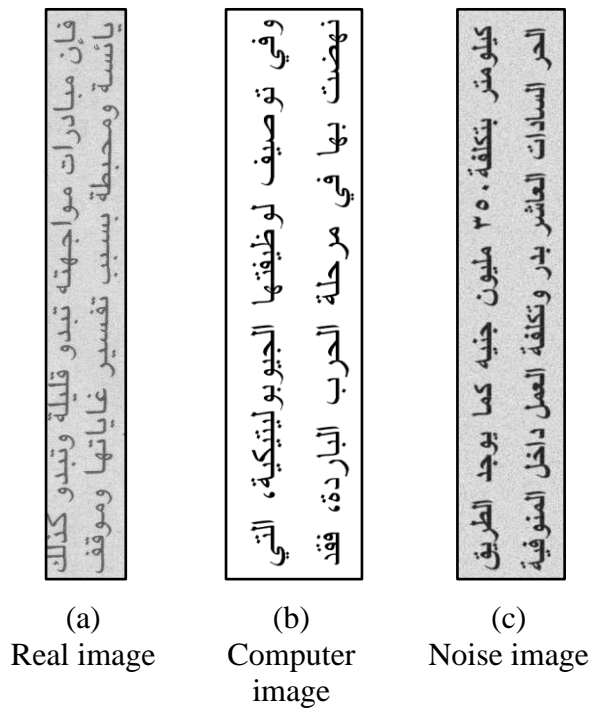 فإن مبادرات مواجهته تبدو قليلة وتبدو كذلك
يائسة ومحبطة بسبب تفسير غاياتها وموقف
(a)
Real image
وفي توصيف لوظيفتها الجيوبوليتيكية، التي
نهضت بها في مرحلة الحرب الباردة، فقد
(b)
Computer
image
كيلومتر بتكلفة ٣٥٠ مليون جنيه كما يوجد الطريق
الحر السادات العاشر بدر وتكلفة العمل داخل المنوفية
(c)
Noise image